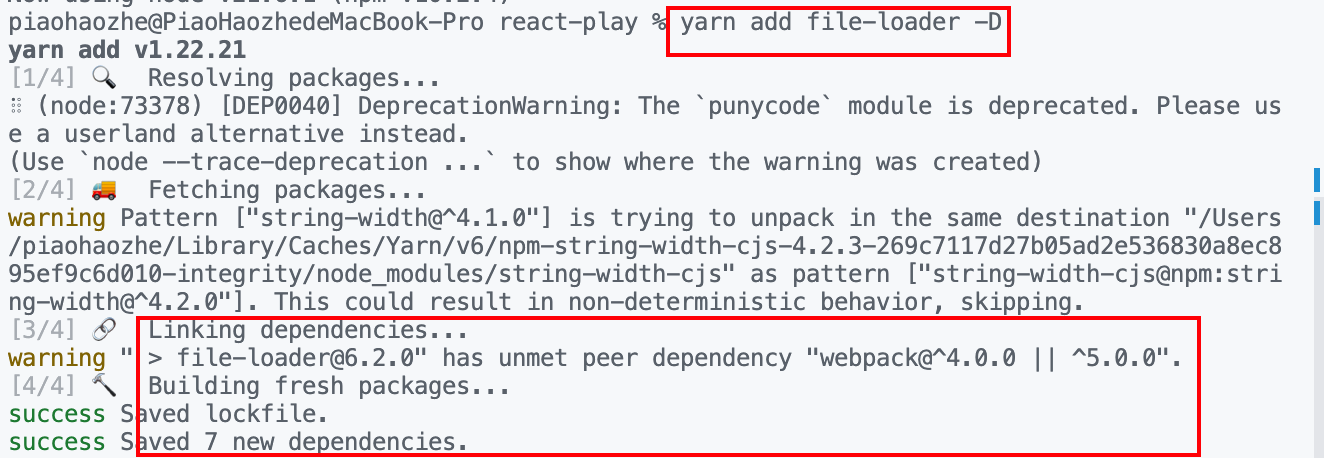 piaohaozhe@PiaoHaozhedeMacBook-Pro react-play % yarn add file-loader -D
yarn add v1.22.21
[1/4] 🔍 Resolving packages...
⠿ (node:73378) [DEP0040] DeprecationWarning: The `punycode` module is deprecated. Please us
e a userland alternative instead.
(Use `node --trace-deprecation ...` to show where the warning was created)
[2/4] 🚚 Fetching packages...
warning Pattern ["string-width@^4.1.0"] is trying to unpack in the same destination "/Users
/piaohaozhe/Library/Caches/Yarn/v6/npm-string-width-cjs-4.2.3-269c7117d27b05ad2e536830a8ec8
95ef9c6d010-integrity/node_modules/string-width-cjs" as pattern ["string-width-cjs@npm:stri
ng-width@^4.2.0"]. This could result in non-deterministic behavior, skipping.
[3/4] 🔗 Linking dependencies...
warning " > file-loader@6.2.0" has unmet peer dependency "webpack@^4.0.0 || ^5.0.0".
[4/4] 🔨 Building fresh packages...
success Saved lockfile.
success Saved 7 new dependencies.